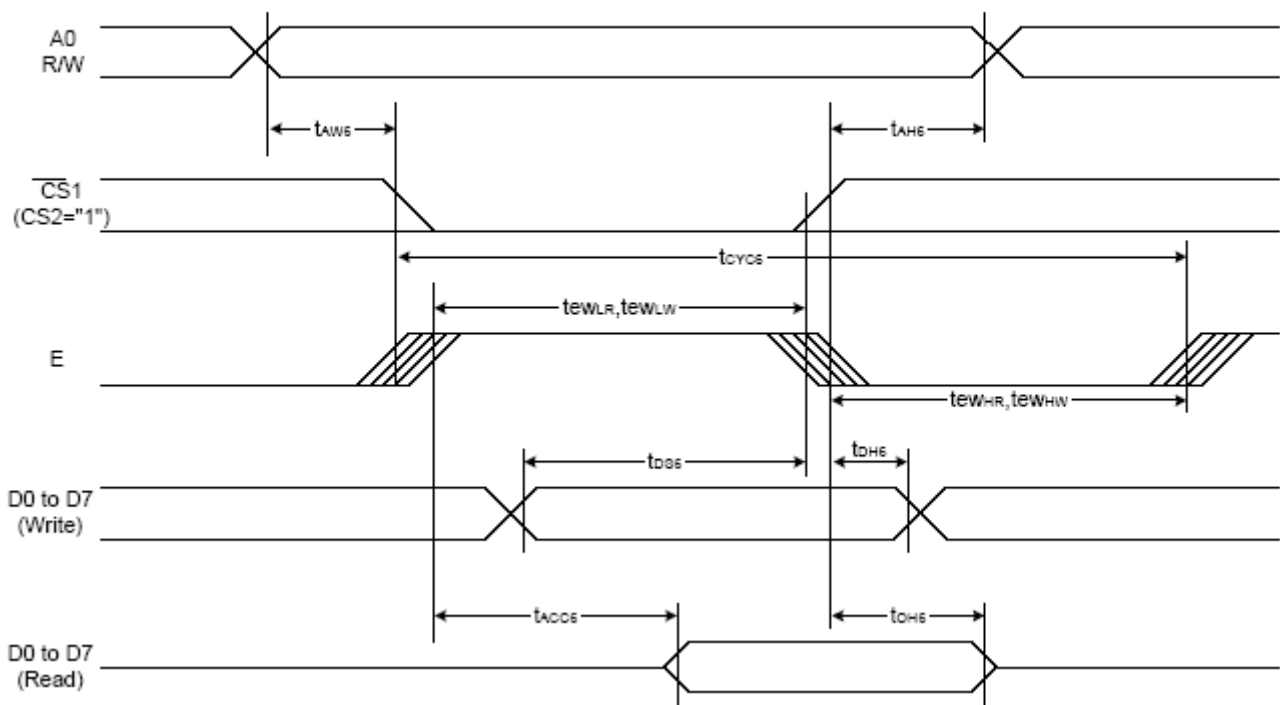 A0
R/W
tAW6
tAH6
CS1
(CS2="1")
tCYC6
tewLR,tewLW
E
tewHR,tewHW
tDS6
tDH6
D0 to D7
(Write)
tACC6
tOH6
D0 to D7
(Read)